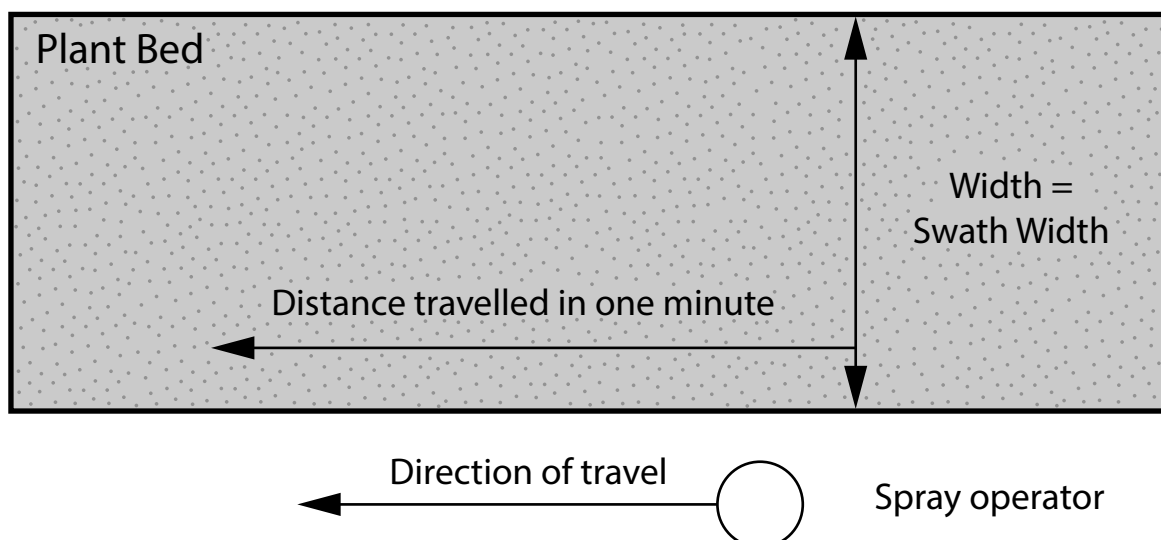 Plant Bed
Width =
Swath Width
Distance travelled in one minute
Direction of travel
Spray operator